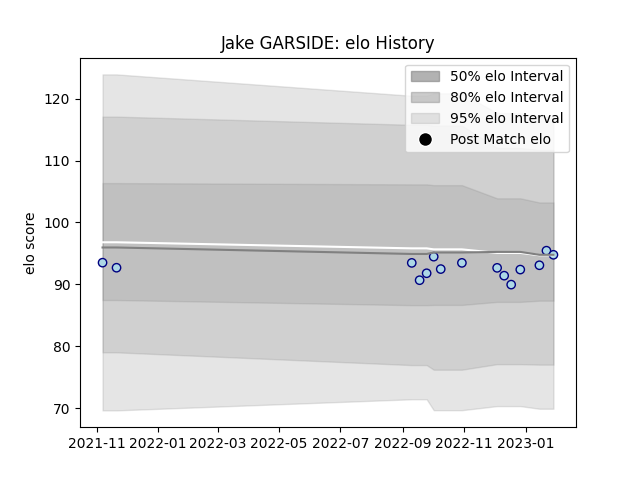 Jake GARSIDE: elo History
50% elo Interval
80% elo Interval
95% elo Interval
Post Match elo
elo score
120
110
100
90
80
70
2021-11 2022-01 2022-03 2022-05 2022-07 2022-09 2022-11 2023-01